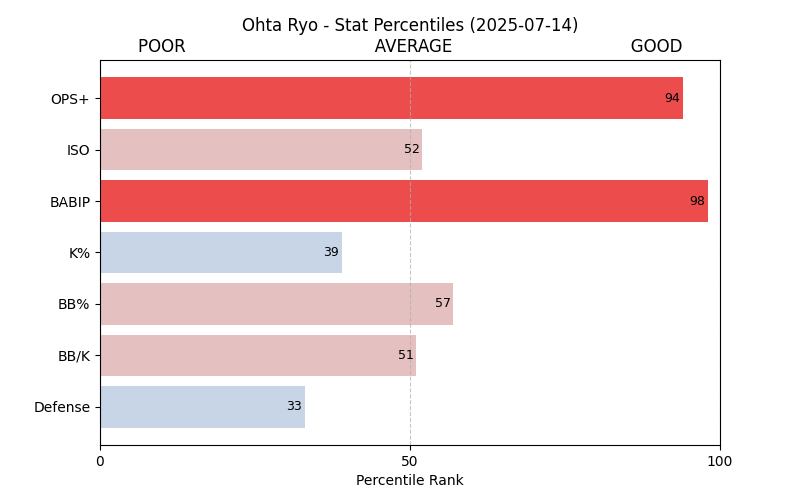 Ohta Ryo - Stat Percentiles (2025-07-14)
POOR AVERAGE GOOD
OPS+ 94
ISO 52
BABIP 98
K% 39
BB% 57
BB/K 51
Defense 33
0 50 100
Percentile Rank